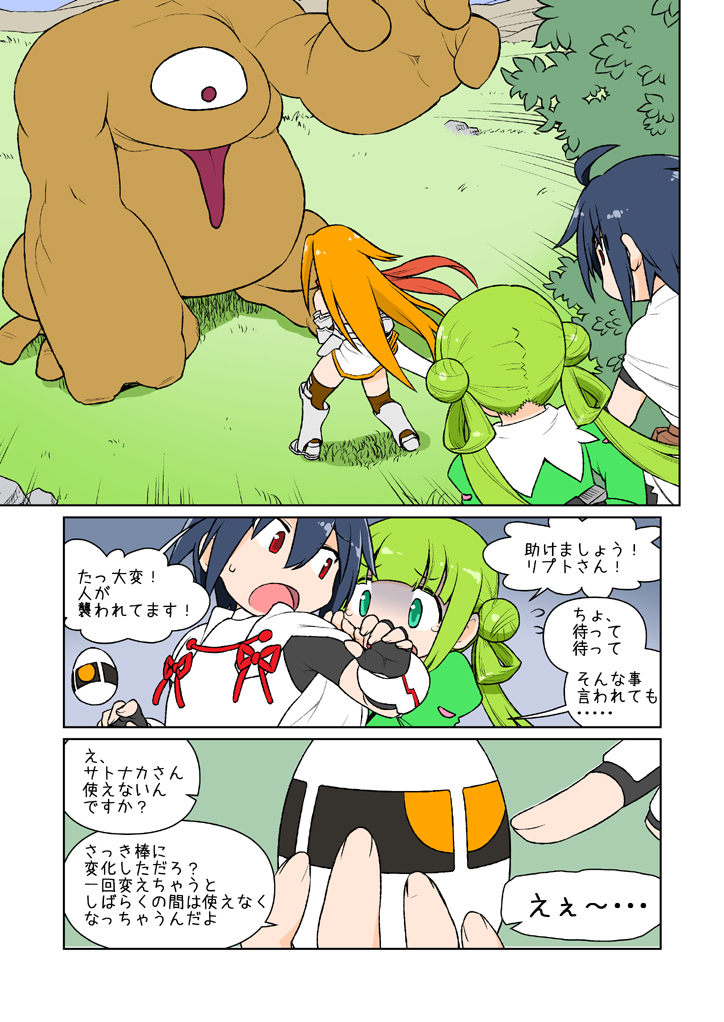 たっ大変！
人が
襲われてます！
助けましょう！
リプトさん！
ちょ、
待って
待って
そんな事
言われても
・・・・・
え、
サトナカさん
使えないん
ですか？
さっき棒に
変化しただろ？
一回変えちゃうと
しばらくの間は使えなく
なっちゃうんだよ
えぇ〜・・・